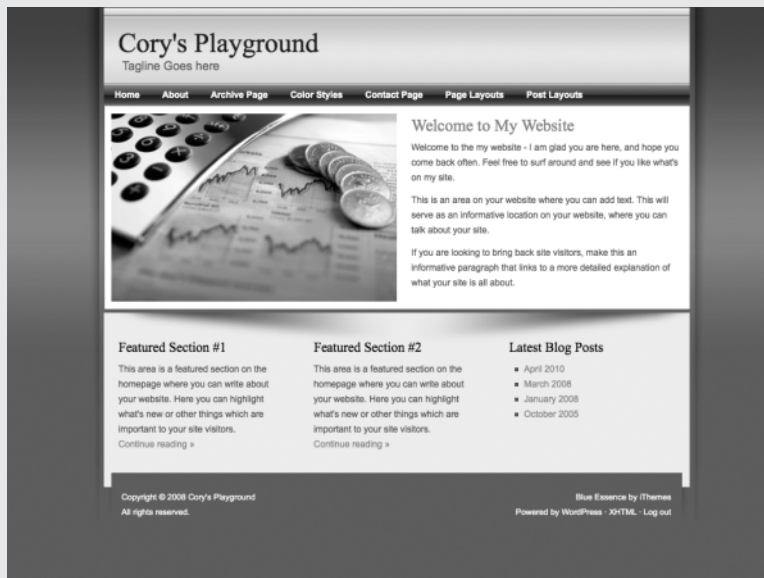 Cory's Playground
Tagline Goes here
Home About Archive Page Color Styles Contact Page Page Layouts Post Layouts
Welcome to My Website
Welcome to the my website - I am glad you are here, and hope you
come back often. Feel free to surf around and see if you like what's
on my site.
This is an area on your website where you can add text. This will
serve as an informative location on your website, where you can
talk about your site.
If you are looking to bring back site visitors, make this an
informative paragraph that links to a more detailed explanation of
what your site is all about.
Featured Section #1
This area is a featured section on the
homepage where you can write about
your website. Here you can highlight
what's new or other things which are
important to your site visitors.
Continue reading »
Featured Section #2
This area is a featured section on the
homepage where you can write about
your website. Here you can highlight
what's new or other things which are
important to your site visitors.
Continue reading »
Latest Blog Posts
April 2010
March 2008
January 2008
October 2005
Copyright © 2008 Cory's Playground
All rights reserved.
Blue Essence by iThemes
Powered by WordPress · XHTML · Log out